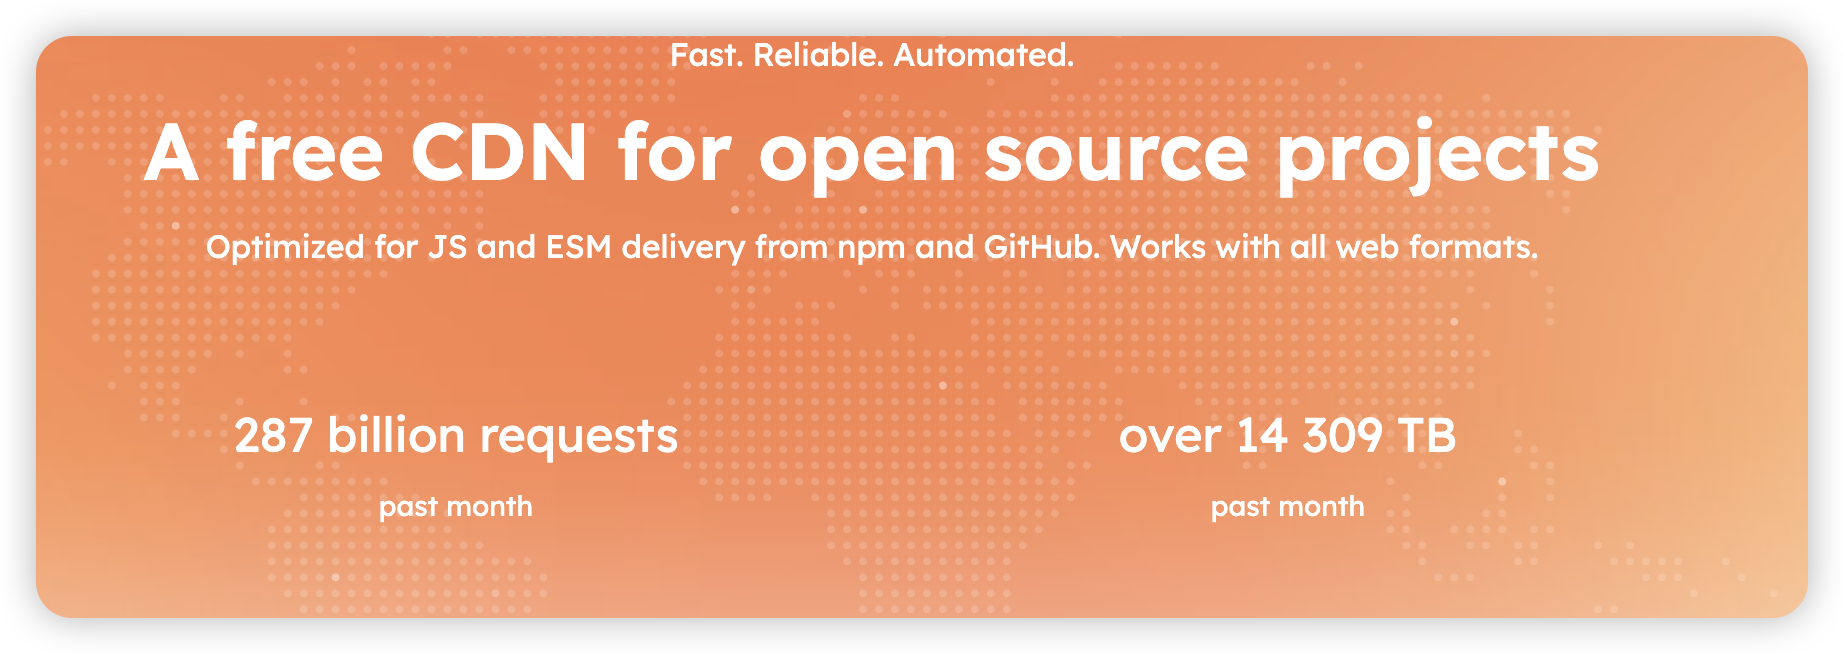 Fast. Reliable. Automated.
A free CDN for open source projects
Optimized for JS and ESM delivery from npm and GitHub. Works with all web formats.
287 billion requests
past month
over 14 309 TB
past month